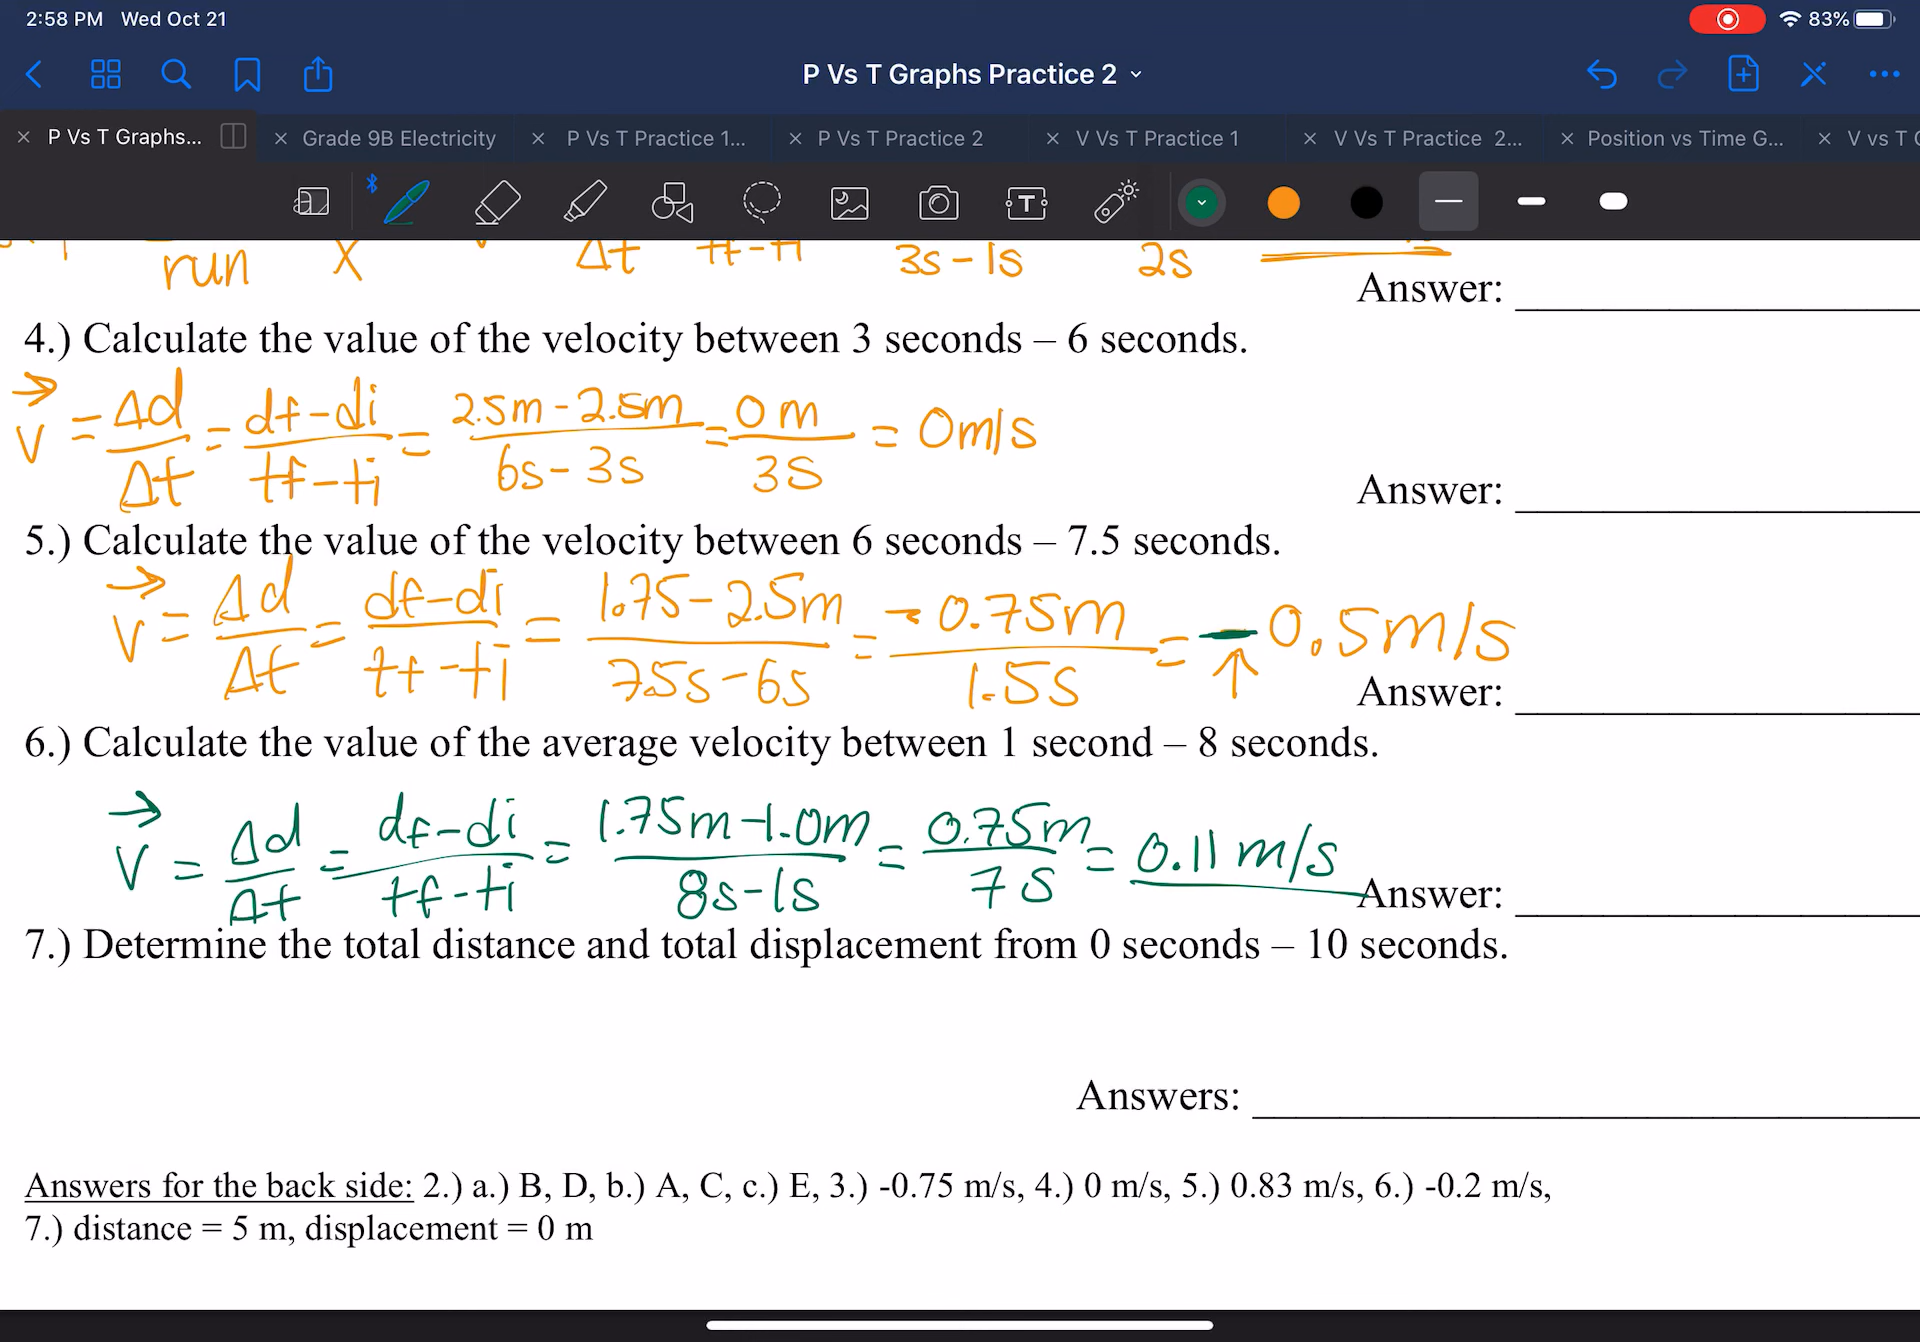 2:58 PM Wed Oct 21
83%
P Vs T Graphs Practice 2
P Vs T Graphs...
Grade 9B Electricity
P Vs T Practice 1...
P Vs T Practice 2
V Vs T Practice 1
V Vs T Practice 2...
Position vs Time G...
V vs T
run X Δt tf-ti 3s-1s 2s
Answer:
4.) Calculate the value of the velocity between 3 seconds – 6 seconds.
v = Δd/Δt = df-di/tf-ti = 2.5m-2.5m/6s-3s = 0m/3s = 0m/s
Answer:
5.) Calculate the value of the velocity between 6 seconds – 7.5 seconds.
v = Δd/Δt = df-di/tf-ti = 1.75-2.5m/7.5s-6s = -0.75m/1.5s = -0.5m/s
Answer:
6.) Calculate the value of the average velocity between 1 second – 8 seconds.
v = Δd/Δt = df-di/tf-ti = 1.75m-1.0m/8s-1s = 0.75m/7s = 0.11 m/s
Answer:
7.) Determine the total distance and total displacement from 0 seconds – 10 seconds.
Answers:
Answers for the back side: 2.) a.) B, D, b.) A, C, c.) E, 3.) -0.75 m/s, 4.) 0 m/s, 5.) 0.83 m/s, 6.) -0.2 m/s,
7.) distance = 5 m, displacement = 0 m